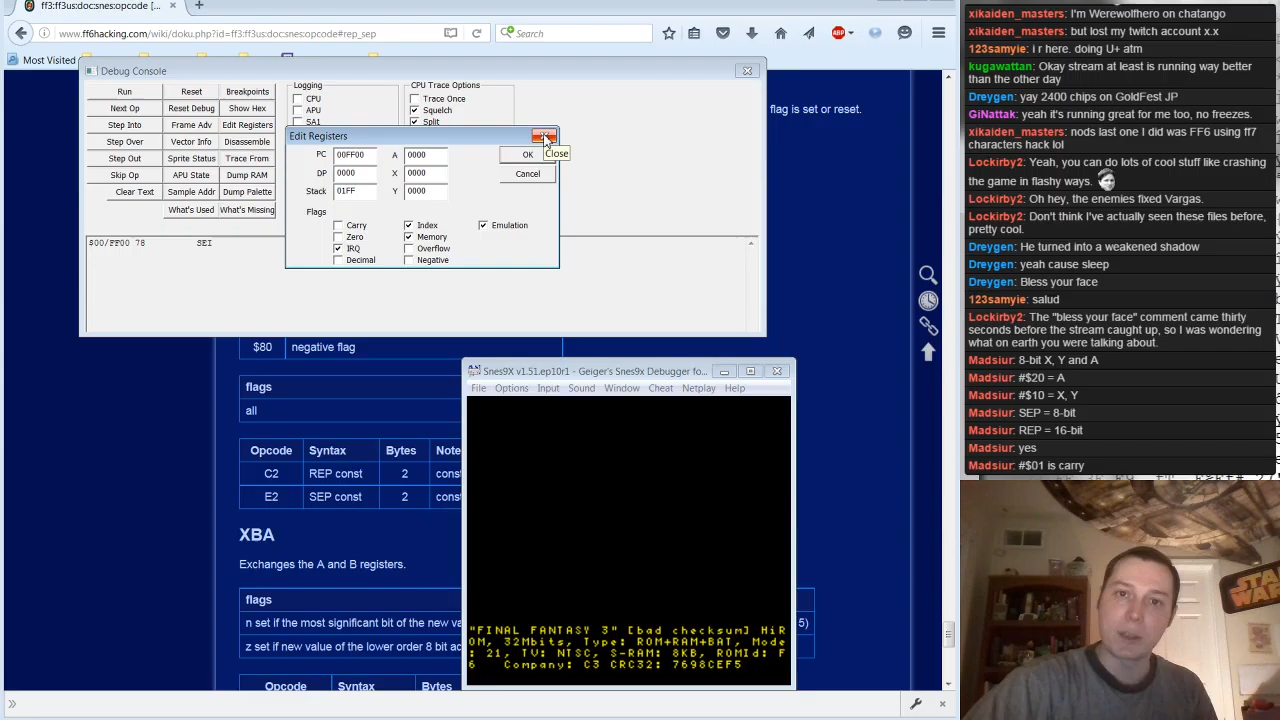 ff3:ff3us:doc:snes:opcode [...
www.ff6hacking.com/wiki/doku.php?id=ff3:ff3us:doc:snes:opcode#rep_sep
Search
ABP
Most Visited
flag is set or reset.
Debug Console
Run
Reset
Breakpoints
Logging
CPU Trace Options
Next Op
Reset Debug
Show Hex
CPU
Trace Once
Step Into
Frame Adv
Edit Registers
APU
Squelch
SA1
Split
Step Over
Vector Info
Trace From
Step Out
Sprite Status
Skip Op
APU Update
Dump RAM
Clear Text
Sample Addr
Dump Palette
What's Used
What's Missing
$00/FF00 78 SEI
Edit Registers
Close
PC
00FF00
A
0000
OK
DP
0000
X
0000
Cancel
Stack
01FF
Y
0000
Flags
Carry
Index
Emulation
Zero
Memory
IRQ
Overflow
Decimal
Negative
$80
negative flag
flags
all
Opcode
Syntax
Bytes
Note
C2
REP const
2
const
E2
SEP const
2
const
XBA
Exchanges the A and B registers.
flags
n set if the most significant bit of the new va
5)
z set if new value of the lower order 8 bit ac
Opcode
Syntax
Bytes
Snes9X v1.51.ep10r1 - Geiger's Snes9x Debugger fo...
File Options Input Sound Window Cheat Netplay Help
"FINAL FANTASY 3" [bad checksum] HiR
OM, 32Mbits, Type: ROM+RAM+BAT, Mode
: 21, TV: NTSC, S-RAM: 8KB, ROMId: F
6 Company: C3 CRC32: 7698CEF5
xikaiden_masters: I'm Werewolfhero on chatango
xikaiden_masters: but lost my twitch account x.x
123samyie: i r here. doing U+ atm
kugawattan: Okay stream at least is running way better
than the other day
Dreygen: yay 2400 chips on GoldFest JP
GiNattak: yeah it's running great for me too, no freezes.
xikaiden_masters: nods last one I did was FF6 using ff7
characters hack lol
Lockirby2: Yeah, you can do lots of cool stuff like crashing
the game in flashy ways.
Lockirby2: Oh hey, the enemies fixed Vargas.
Lockirby2: Don't think I've actually seen these files before,
pretty cool.
Dreygen: He turned into a weakened shadow
Dreygen: yeah cause sleep
Dreygen: Bless your face
123samyie: salud
Lockirby2: The "bless your face" comment came thirty
seconds before the stream caught up, so I was wondering
what on earth you were talking about.
Madsiur: 8-bit X, Y and A
Madsiur: #$20 = A
Madsiur: #$10 = X, Y
Madsiur: SEP = 8-bit
Madsiur: REP = 16-bit
Madsiur: yes
Madsiur: #$01 is carry
STAR
WARS